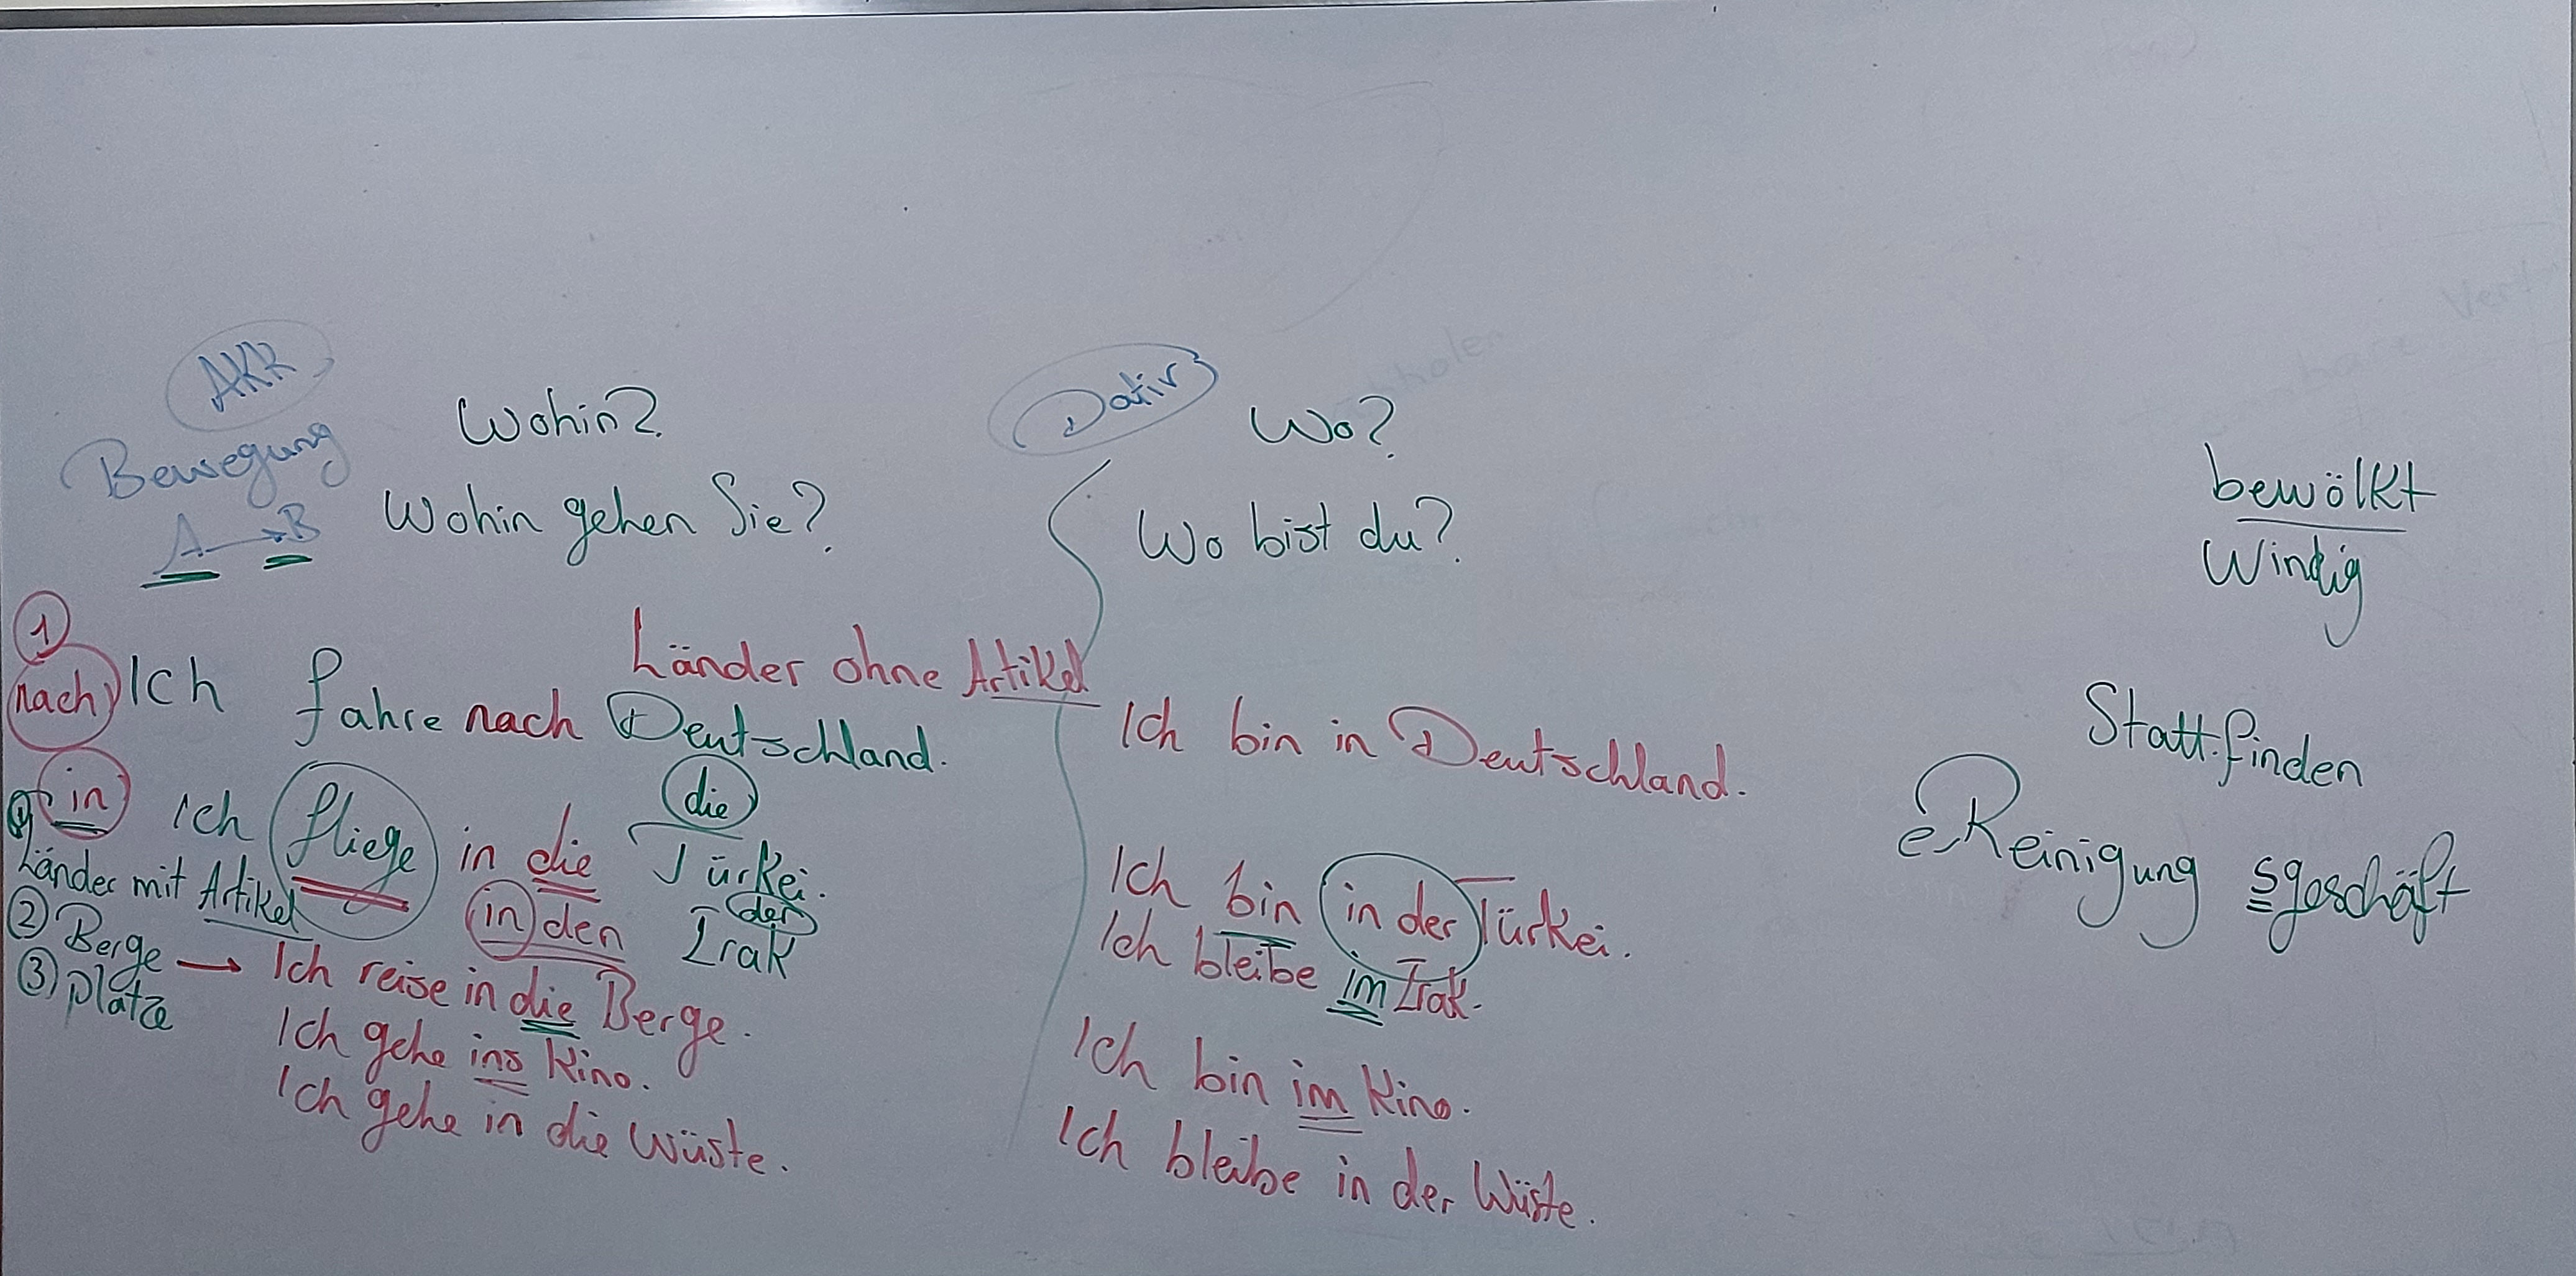 AKK
Bewegung
A → B
Wohin?
Wohin gehen Sie?
1
nach Ich fahre nach Deutschland.
Länder ohne Artikel
in Ich fliege in die Türkei.
die
1 Länder mit Artikel
in den Irak
der
2 Berge → Ich reise in die Berge.
3 Plätze
Ich gehe ins Kino.
Ich gehe in die Wüste.
Dativ
Wo?
Wo bist du?
Ich bin in Deutschland.
Ich bin in der Türkei.
Ich bleibe im Irak.
Ich bin im Kino.
Ich bleibe in der Wüste.
bewölkt
Windig
Statt.finden
e Reinigung sgeschäft